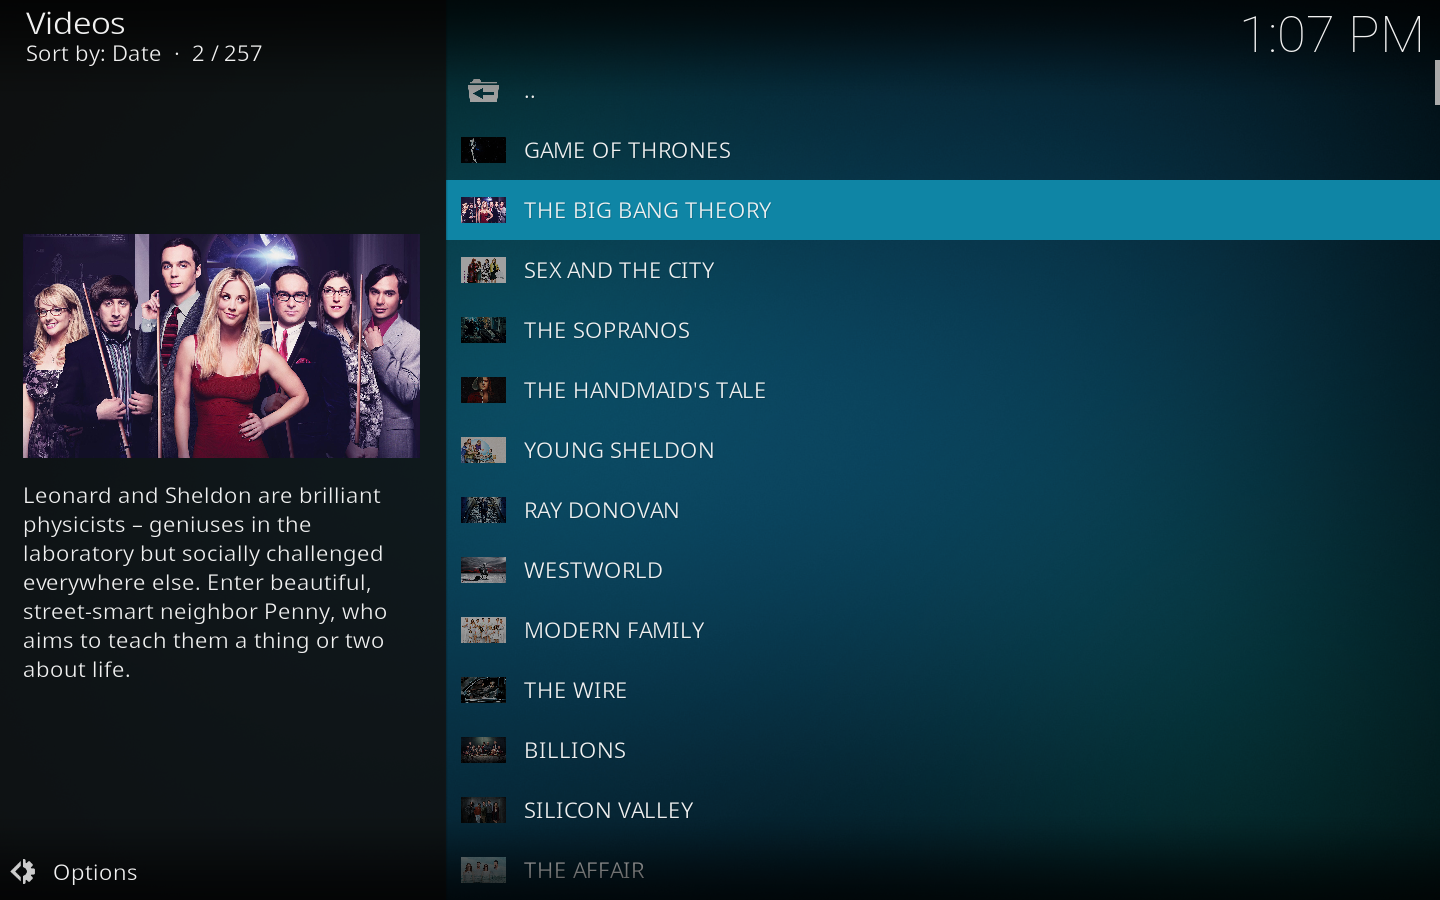 Videos
Sort by: Date · 2 / 257
1:07 PM
..
GAME OF THRONES
THE BIG BANG THEORY
SEX AND THE CITY
THE SOPRANOS
THE HANDMAID'S TALE
YOUNG SHELDON
RAY DONOVAN
WESTWORLD
MODERN FAMILY
THE WIRE
BILLIONS
SILICON VALLEY
THE AFFAIR
Leonard and Sheldon are brilliant
physicists – geniuses in the
laboratory but socially challenged
everywhere else. Enter beautiful,
street-smart neighbor Penny, who
aims to teach them a thing or two
about life.
Options